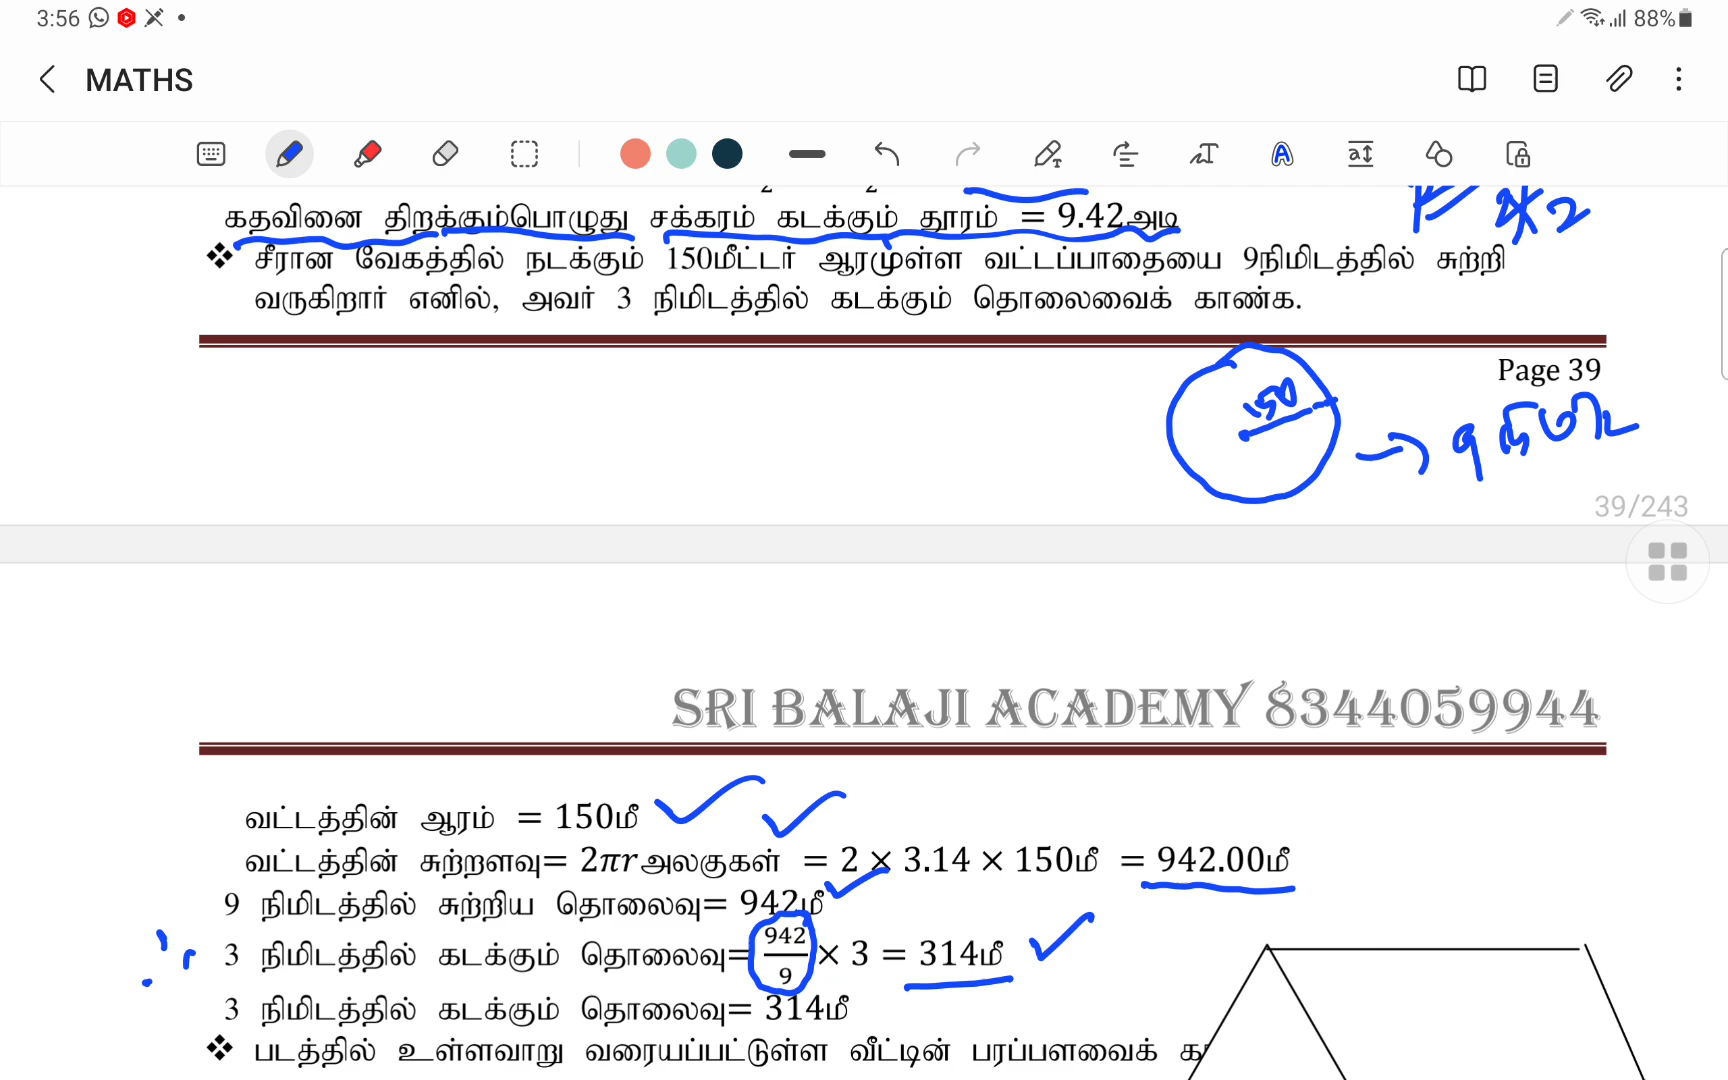 3:56
88%
MATHS
2 2
கதவினை திறக்கும்பொழுது சக்கரம் கடக்கும் தூரம் = 9.42அடி
❖ சீரான வேகத்தில் நடக்கும் 150மீட்டர் ஆரமுள்ள வட்டப்பாதையை 9நிமிடத்தில் சுற்றி
வருகிறார் எனில், அவர் 3 நிமிடத்தில் கடக்கும் தொலைவைக் காண்க.
Page 39
150
39/243
SRI BALAJI ACADEMY 8344059944
வட்டத்தின் ஆரம் = 150மீ
வட்டத்தின் சுற்றளவு= 2πr அலகுகள் = 2 × 3.14 × 150மீ = 942.00மீ
9 நிமிடத்தில் சுற்றிய தொலைவு= 942மீ
3 நிமிடத்தில் கடக்கும் தொலைவு= 942/9 × 3 = 314மீ
3 நிமிடத்தில் கடக்கும் தொலைவு= 314மீ
❖ படத்தில் உள்ளவாறு வரையப்பட்டுள்ள வீட்டின் பரப்பளவைக்